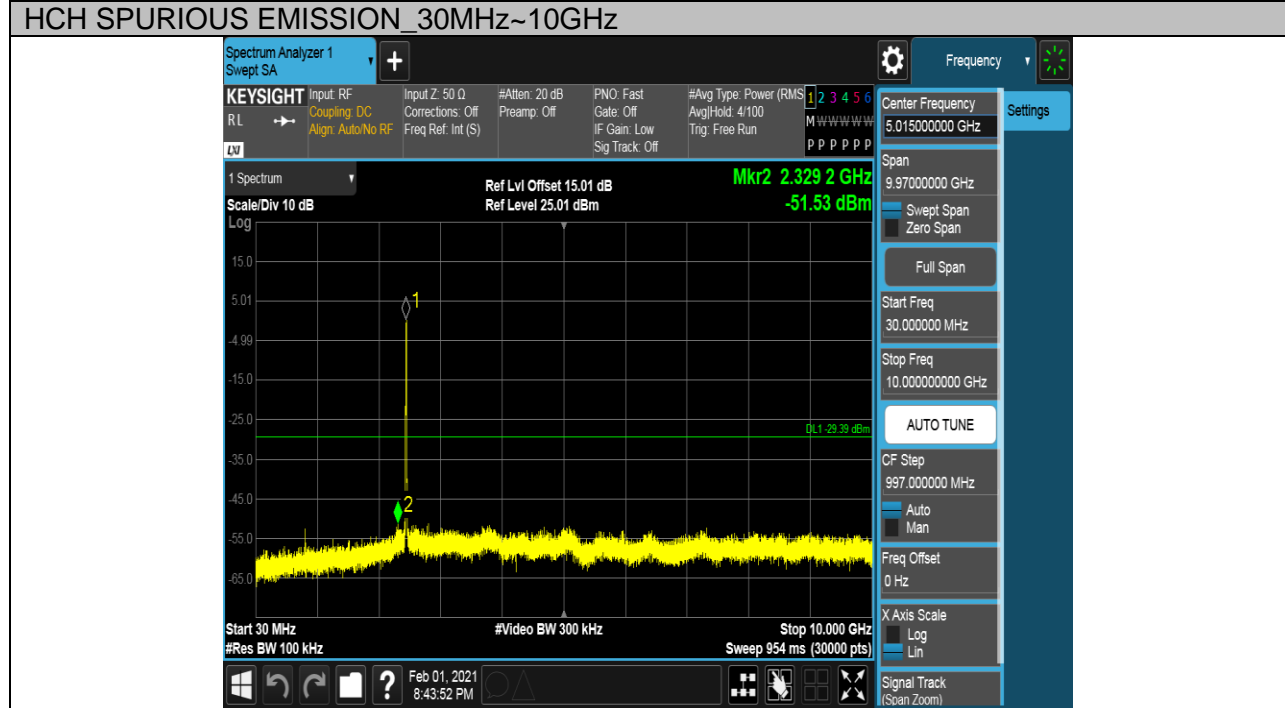 HCH SPURIOUS EMISSION_30MHz~10GHz
Spectrum Analyzer 1
Swept SA
Frequency
KEYSIGHT
RL
LXI
Input: RF
Coupling: DC
Align: Auto/No RF
Input Z: 50 Ω
Corrections: Off
Freq Ref: Int (S)
#Atten: 20 dB
Preamp: Off
PNO: Fast
Gate: Off
IF Gain: Low
Sig Track: Off
#Avg Type: Power (RMS
Avg|Hold: 4/100
Trig: Free Run
1 2 3 4 5 6
M W W W W W
P P P P P P
1 Spectrum
Scale/Div 10 dB
Ref Lvl Offset 15.01 dB
Ref Level 25.01 dBm
Mkr2 2.329 2 GHz
-51.53 dBm
Log
15.0
5.01
-4.99
-15.0
-25.0
-35.0
-45.0
-55.0
-65.0
1
DL1 -29.39 dBm
2
Start 30 MHz
#Res BW 100 kHz
#Video BW 300 kHz
Stop 10.000 GHz
Sweep 954 ms (30000 pts)
Center Frequency
5.015000000 GHz
Span
9.97000000 GHz
Swept Span
Zero Span
Full Span
Start Freq
30.000000 MHz
Stop Freq
10.000000000 GHz
AUTO TUNE
CF Step
997.000000 MHz
Auto
Man
Freq Offset
0 Hz
X Axis Scale
Log
Lin
Signal Track
(Span Zoom)
Settings
?
Feb 01, 2021
8:43:52 PM